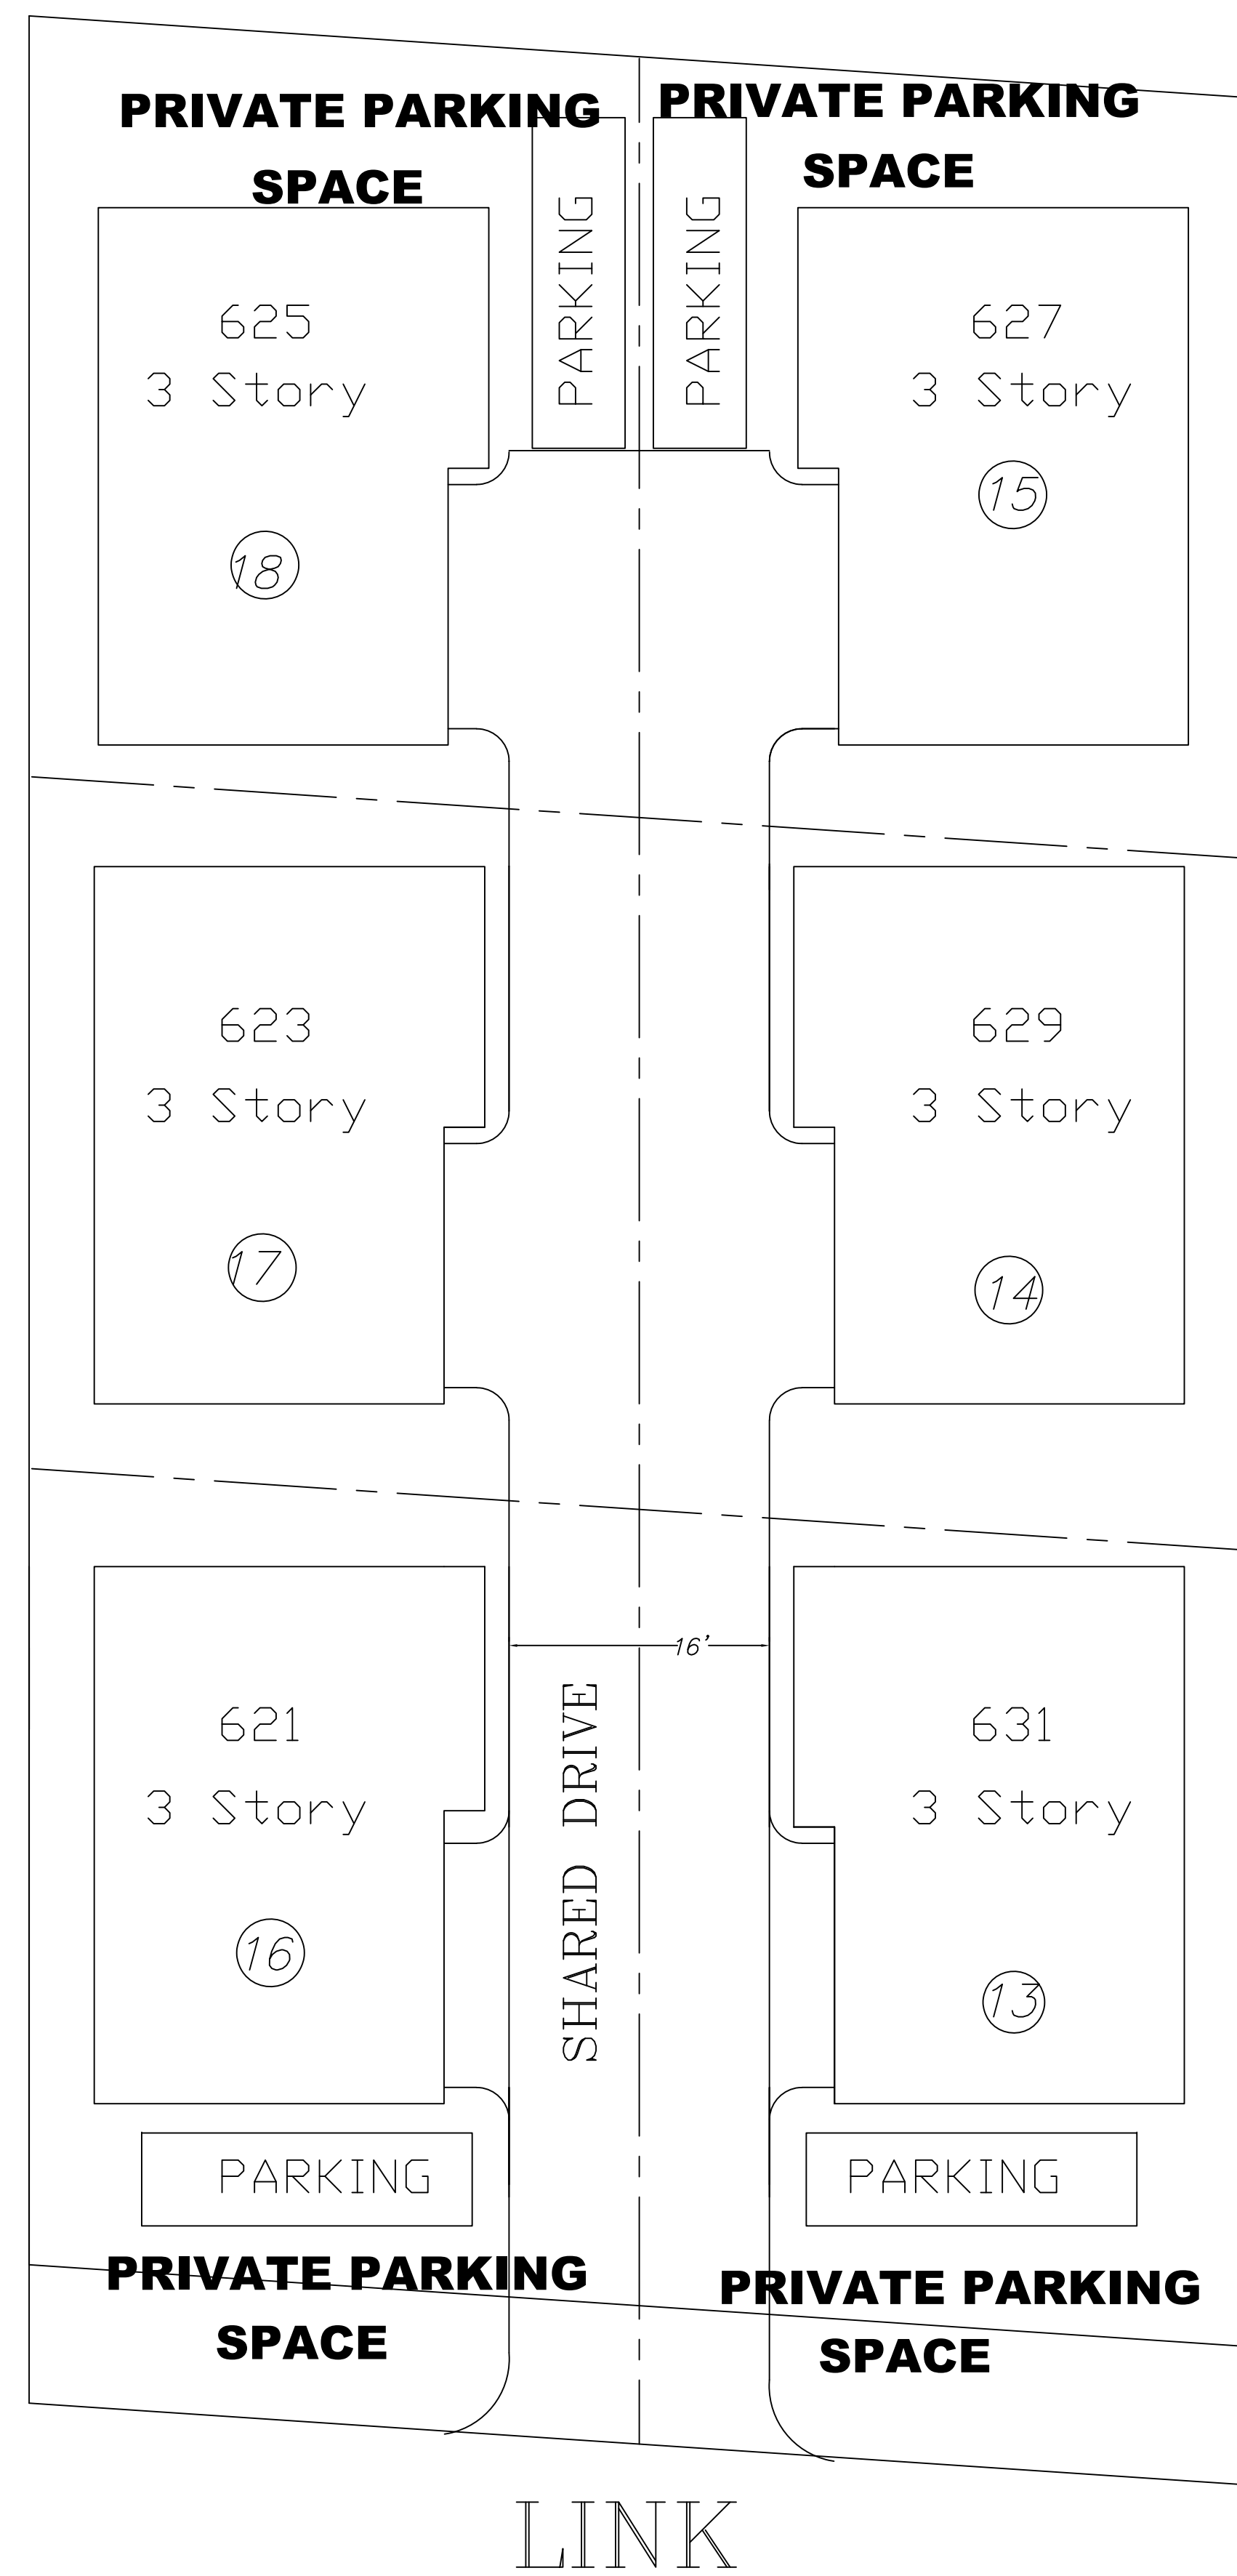 PRIVATE PARKING
SPACE
PRIVATE PARKING
SPACE
PARKING
PARKING
625
3 Story
18
627
3 Story
15
623
3 Story
17
629
3 Story
14
16'
SHARED DRIVE
621
3 Story
16
631
3 Story
13
PARKING
PARKING
PRIVATE PARKING
SPACE
PRIVATE PARKING
SPACE
LINK